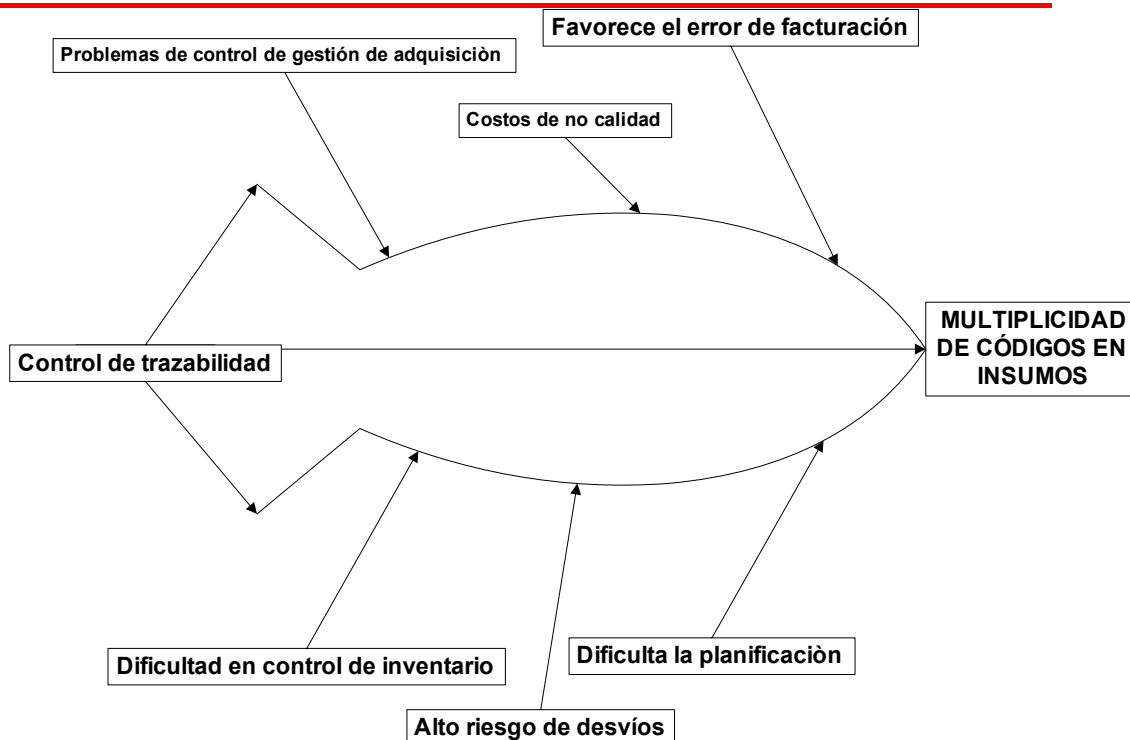 Favorece el error de facturación
Problemas de control de gestión de adquisiciòn
Costos de no calidad
MULTIPLICIDAD
DE CÓDIGOS EN
INSUMOS
Control de trazabilidad
Dificultad en control de inventario
Dificulta la planificaciòn
Alto riesgo de desvíos